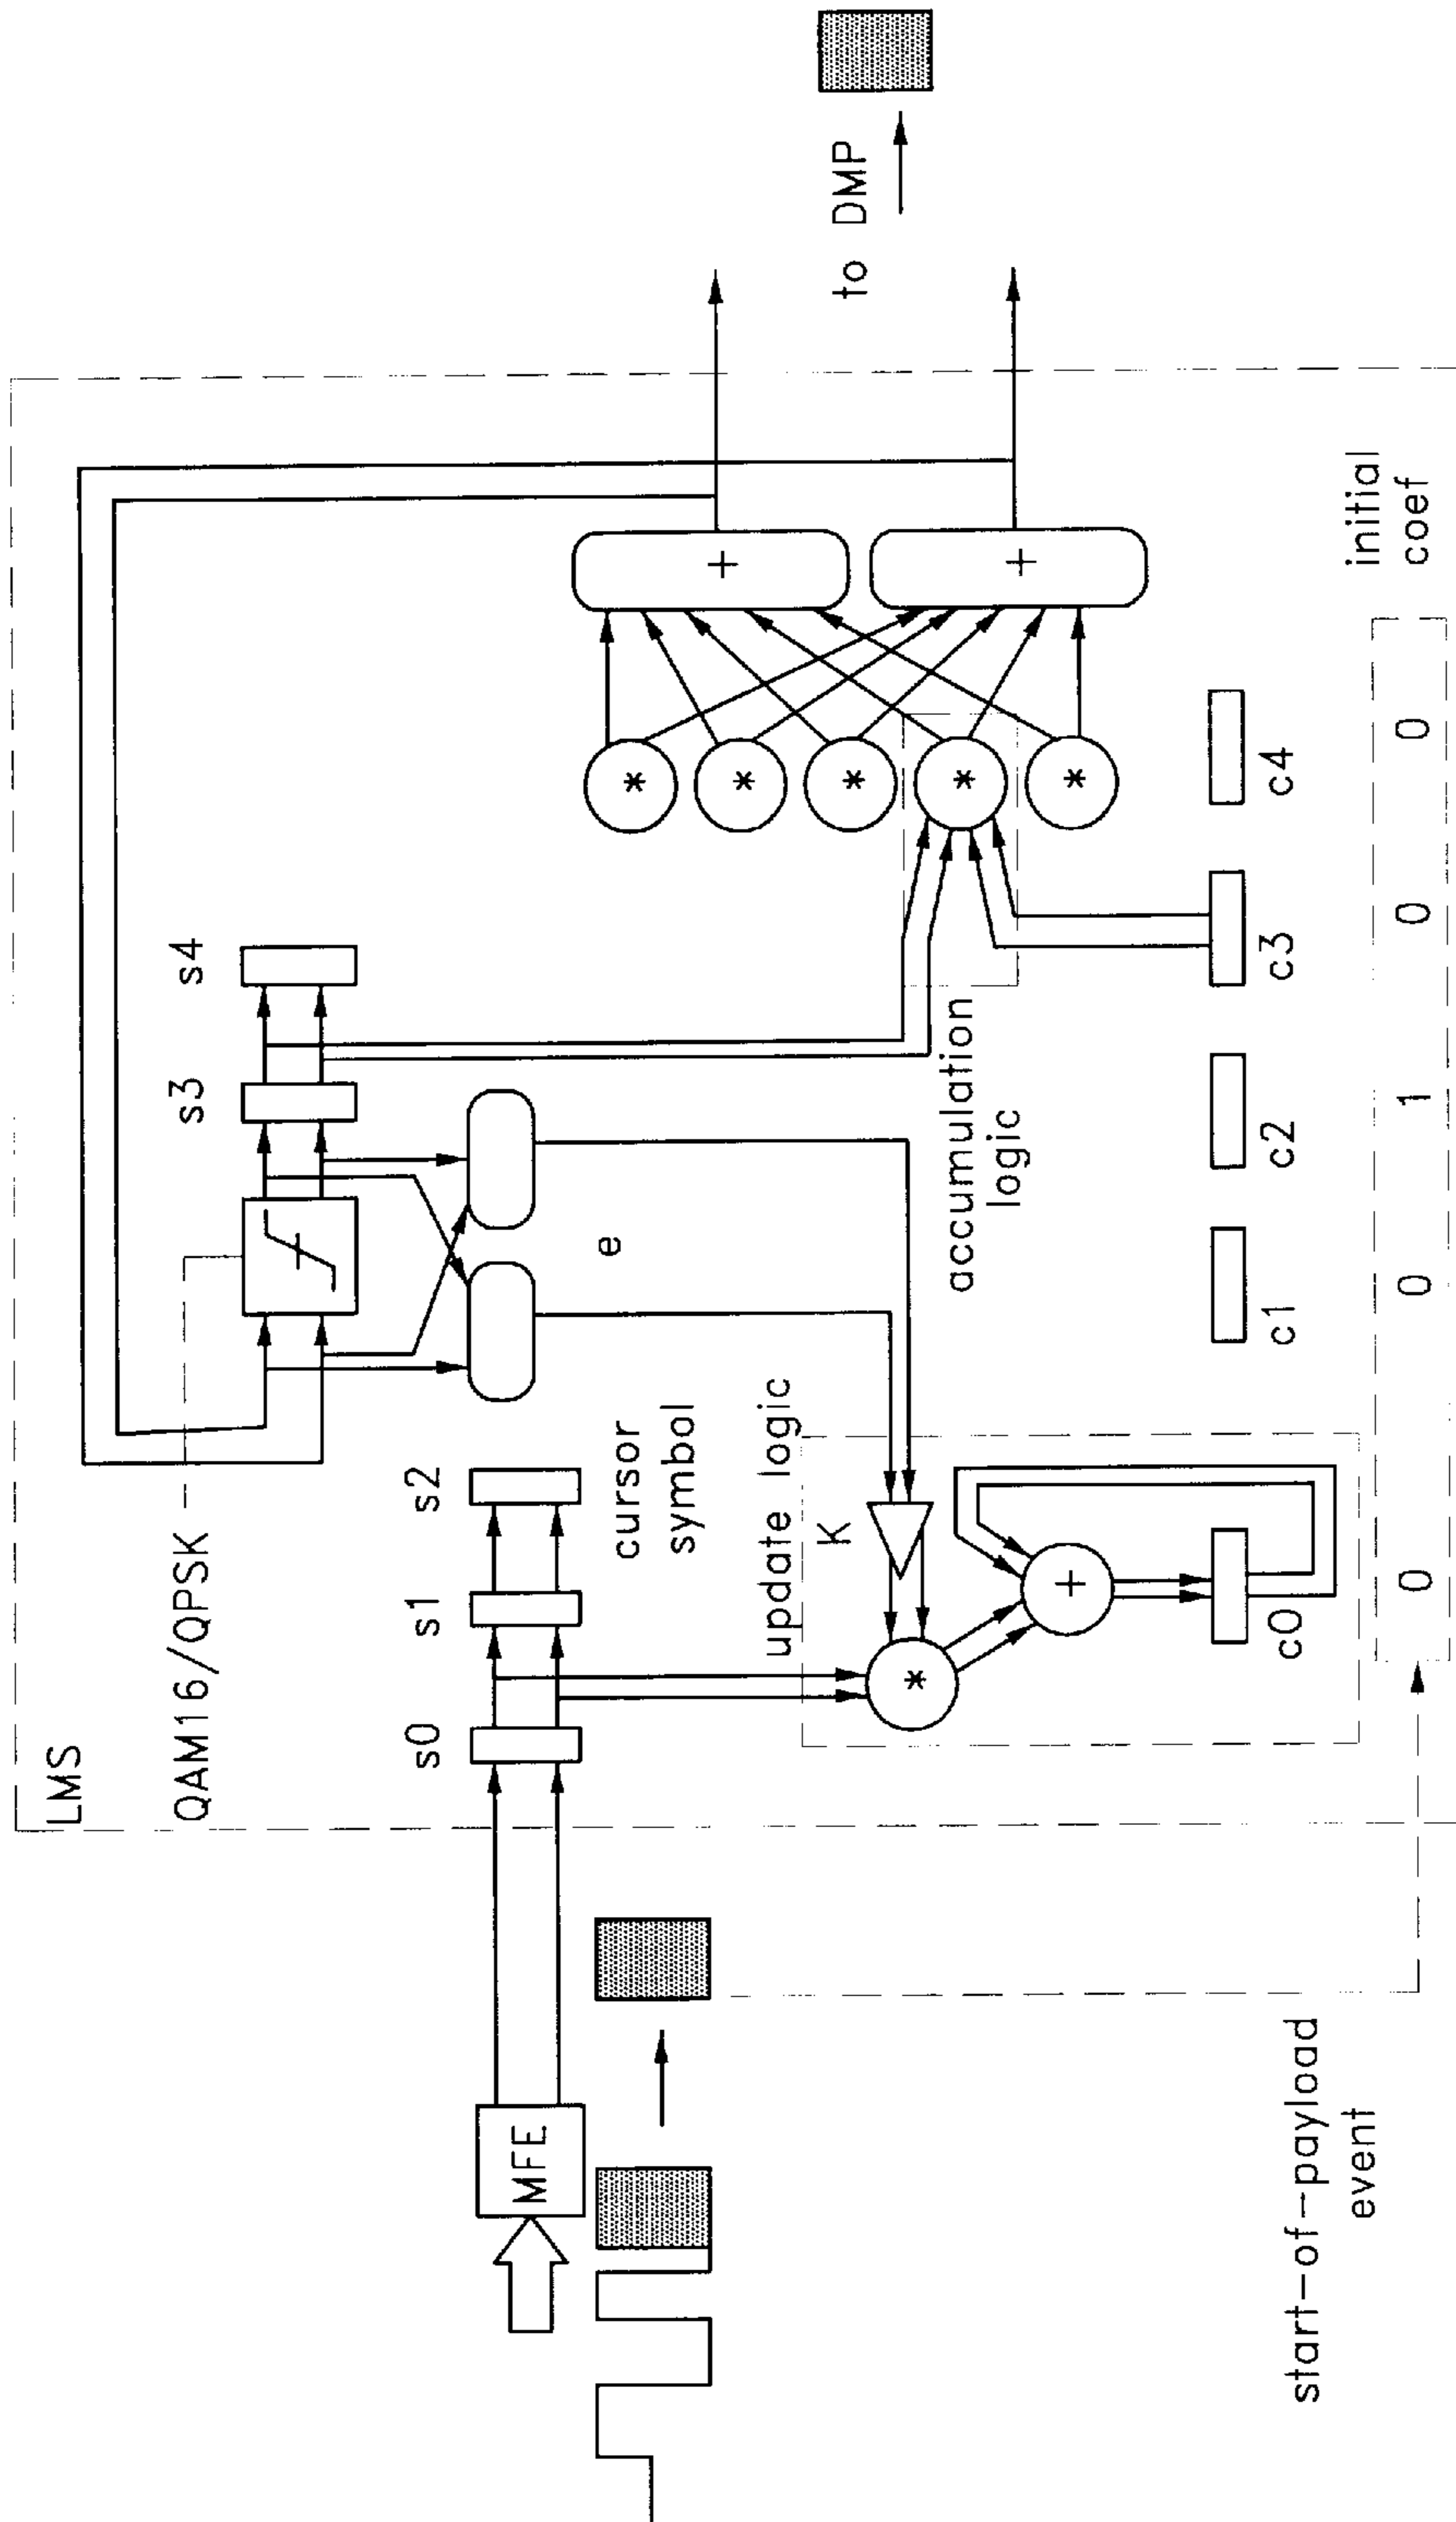 LMS
QAM16/QPSK
s3
s4
s0
s1
s2
MFE
cursor
symbol
e
+
+
to DMP
*
*
*
*
*
update logic
K
*
+
accumulation
logic
c0
c1
c2
c3
c4
initial
coef
0
0
1
0
0
start-of-payload
event